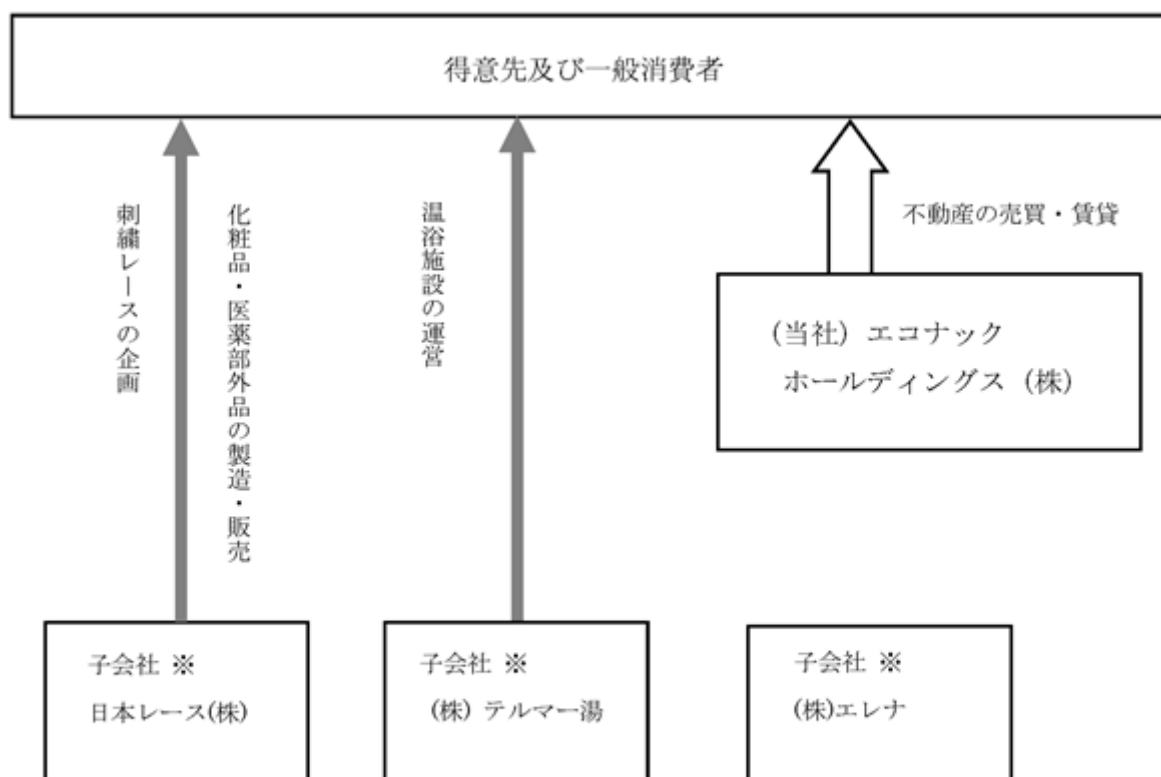 得意先及び一般消費者
刺繍レースの企画
化粧品・医薬部外品の製造・販売
温浴施設の運営
不動産の売買・賃貸
(当社) エコナック
ホールディングス (株)
子会社 ※
日本レース(株)
子会社 ※
(株) テルマー湯
子会社 ※
(株)エレナ